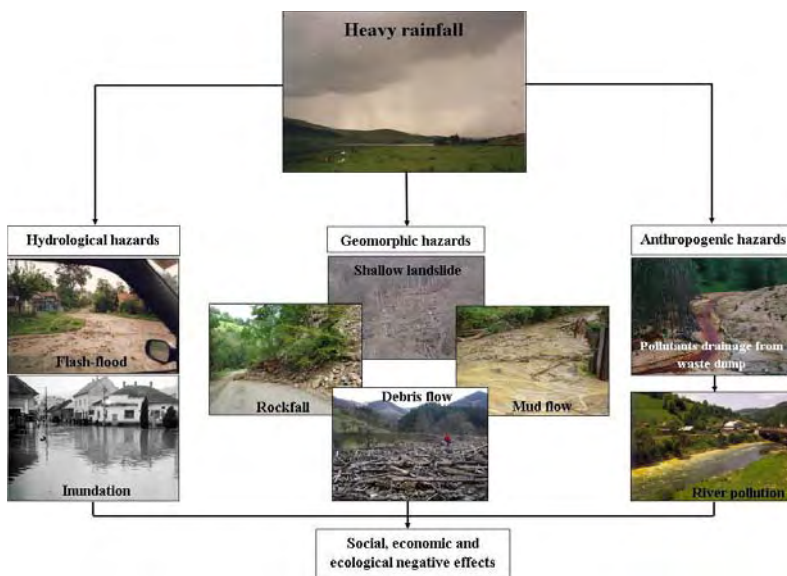 Heavy rainfall
Hydrological hazards
Geomorphic hazards
Anthropogenic hazards
Shallow landslide
Flash-flood
Pollutants drainage from
waste dump
Rockfall
Debris flow
Mud flow
Inundation
River pollution
Social, economic and
ecological negative effects